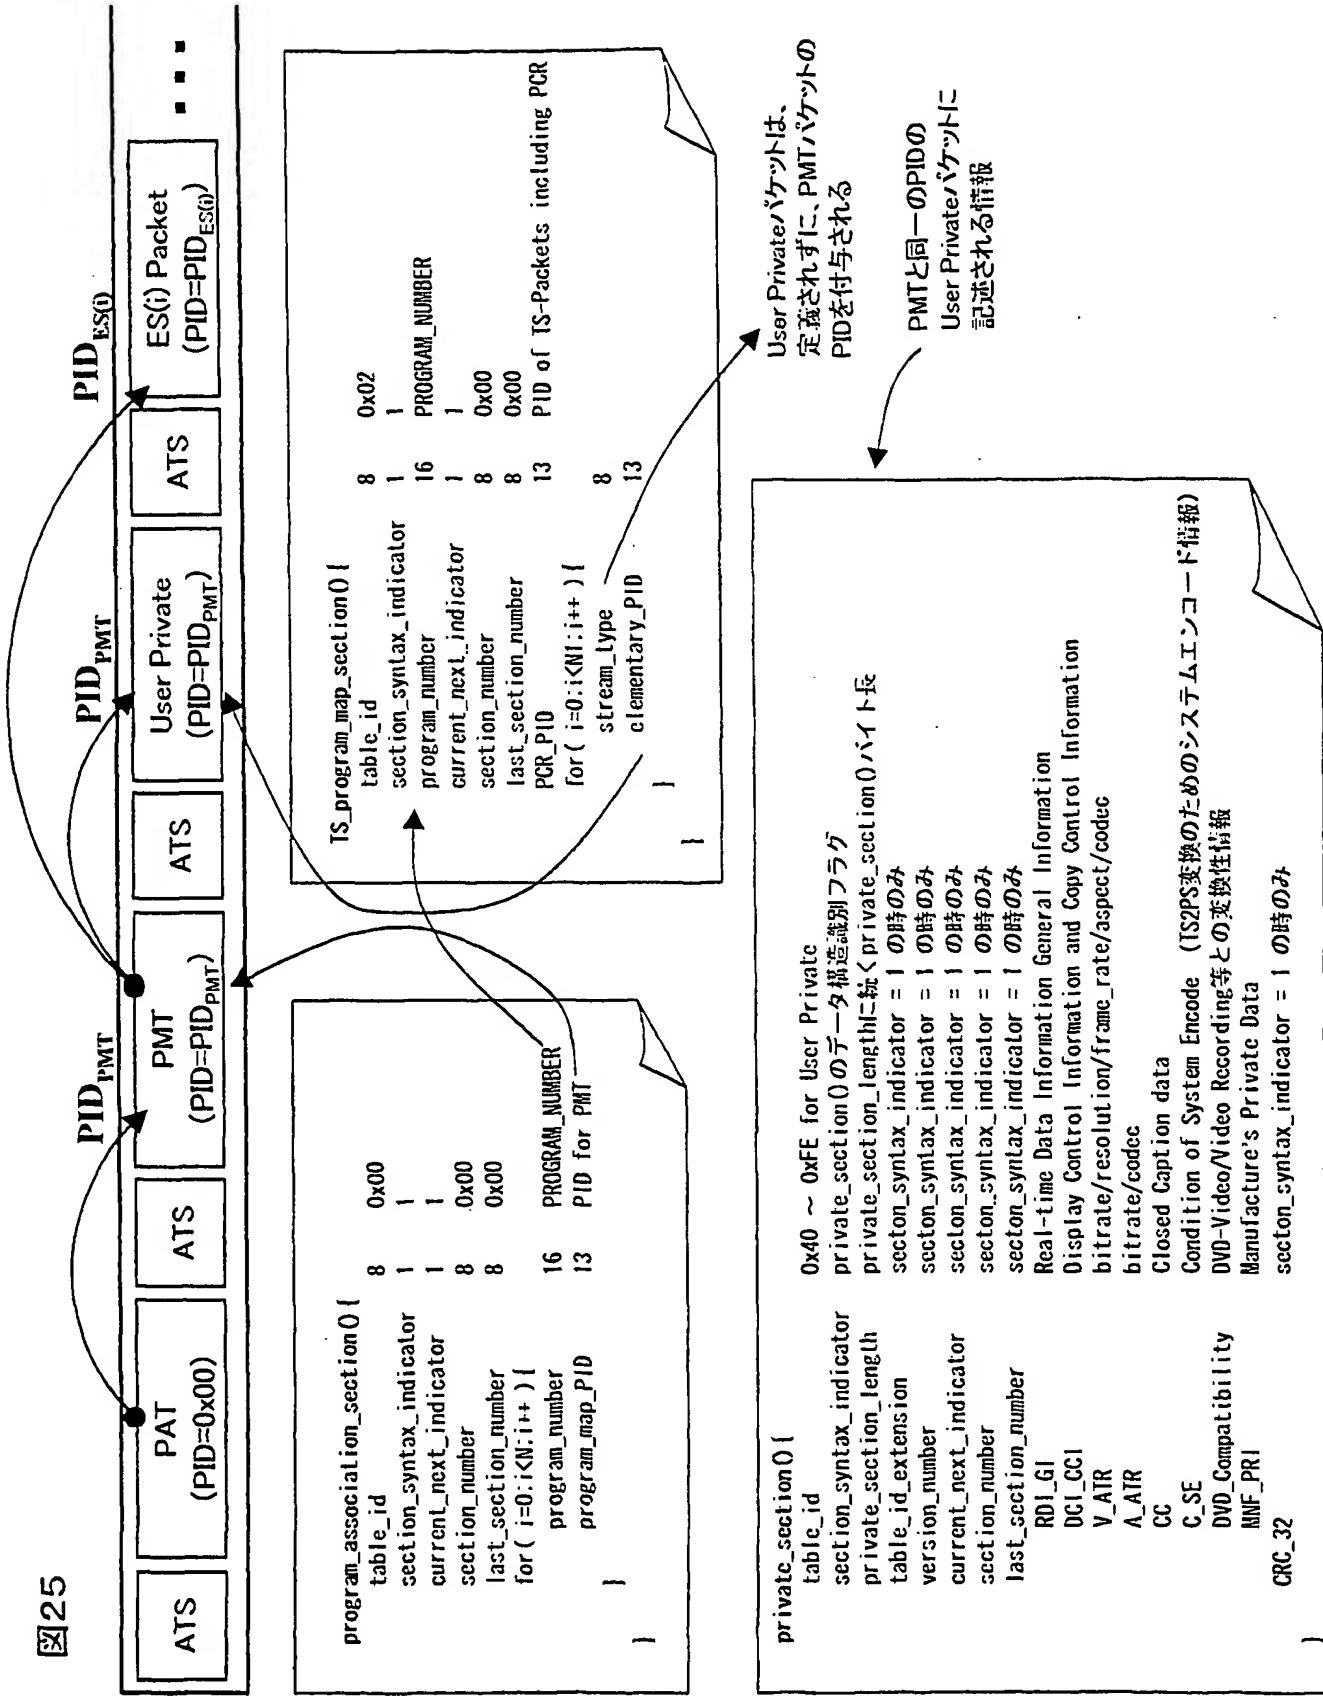 図25
PID_PMT
PID_PMT
PID_ES(i)
ATS
PAT
(PID=0x00)
ATS
PMT
(PID=PID_PMT)
ATS
User Private
(PID=PID_PMT)
ATS
ES(i) Packet
(PID=PID_ES(i))
program_association_section(){
table_id 8 0x00
section_syntax_indicator 1 1
current_next_indicator 1 1
section_number 8 0x00
last_section_number 8 0x00
for( i=0;i<N;i++ ){
program_number 16 PROGRAM_NUMBER
program_map_PID 13 PID for PMT
}
TS_program_map_section(){
table_id 8 0x02
section_syntax_indicator 1 1
program_number 16 PROGRAM_NUMBER
current_next_indicator 1 1
section_number 8 0x00
last_section_number 8 0x00
PCR_PID 13 PID of TS-Packets including PCR
for( i=0;i<N1;i++ ){
stream_type 8
elementary_PID 13
}
}
User Privateパケットは、
定義されずに、PMTパケットの
PIDを付与される
PMTと同一のPIDの
User Privateパケットに
記述される情報
private_section(){
table_id 0x40 ~ 0xFE for User Private
section_syntax_indicator private_section()のデータ構造識別フラグ
private_section_length private_section_lengthに続くprivate_section()バイト長
table_id_extension secton_syntax_indicator = 1 の時のみ
version_number secton_syntax_indicator = 1 の時のみ
current_next_indicator secton_syntax_indicator = 1 の時のみ
section_number secton_syntax_indicator = 1 の時のみ
last_section_number secton_syntax_indicator = 1 の時のみ
RDI_GI Real-time Data Information General Information
DCI_CCI Display Control Information and Copy Control Information
V_ATR bitrate/resolution/frame_rate/aspect/codec
A_ATR bitrate/codec
CC Closed Caption data
C_SE Condition of System Encode (TS2PS変換のためのシステムエンコード情報)
DVD_Compatibility DVD-Video/Video Recording等との変換性情報
MNF_PRI Manufacture's Private Data
CRC_32 secton_syntax_indicator = 1 の時のみ
}